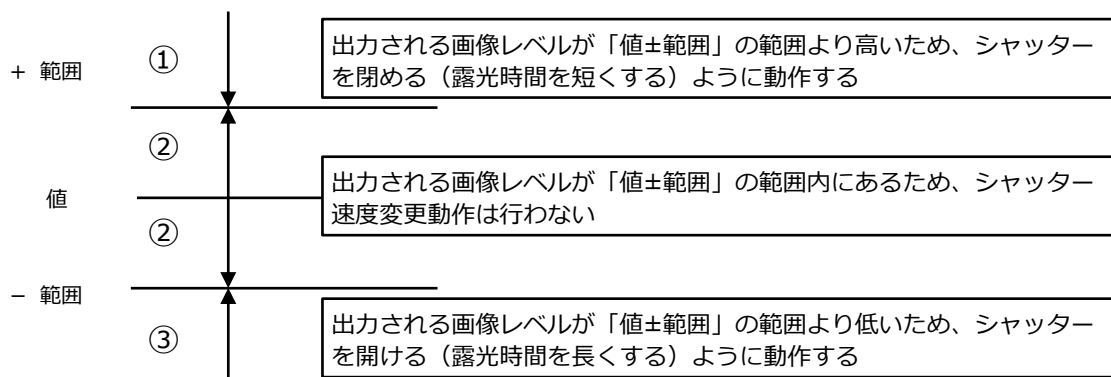 ①
出力される画像レベルが「値±範囲」の範囲より高いため、シャッター
を閉める（露光時間を短くする）ように動作する
+ 範囲
②
値
出力される画像レベルが「値±範囲」の範囲内にあるため、シャッター
速度変更動作は行わない
②
− 範囲
③
出力される画像レベルが「値±範囲」の範囲より低いため、シャッター
を開ける（露光時間を長くする）ように動作する